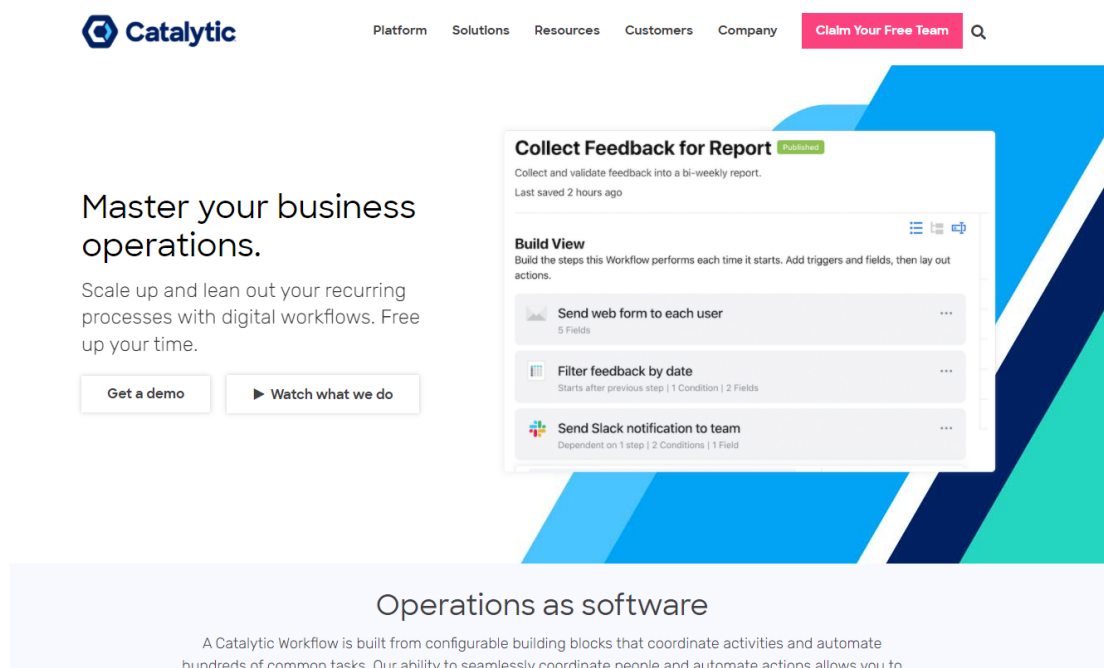 Catalytic
Platform
Solutions
Resources
Customers
Company
Claim Your Free Team
Master your business
operations.
Scale up and lean out your recurring
processes with digital workflows. Free
up your time.
Get a demo
Watch what we do
Collect Feedback for Report
Published
Collect and validate feedback into a bi-weekly report.
Last saved 2 hours ago
Build View
Build the steps this Workflow performs each time it starts. Add triggers and fields, then lay out
actions.
Send web form to each user
5 Fields
Filter feedback by date
Starts after previous step | 1 Condition | 2 Fields
Send Slack notification to team
Dependent on 1 step | 2 Conditions | 1 Field
Operations as software
A Catalytic Workflow is built from configurable building blocks that coordinate activities and automate
hundreds of common tasks. Our ability to seamlessly coordinate people and automate actions allows you to